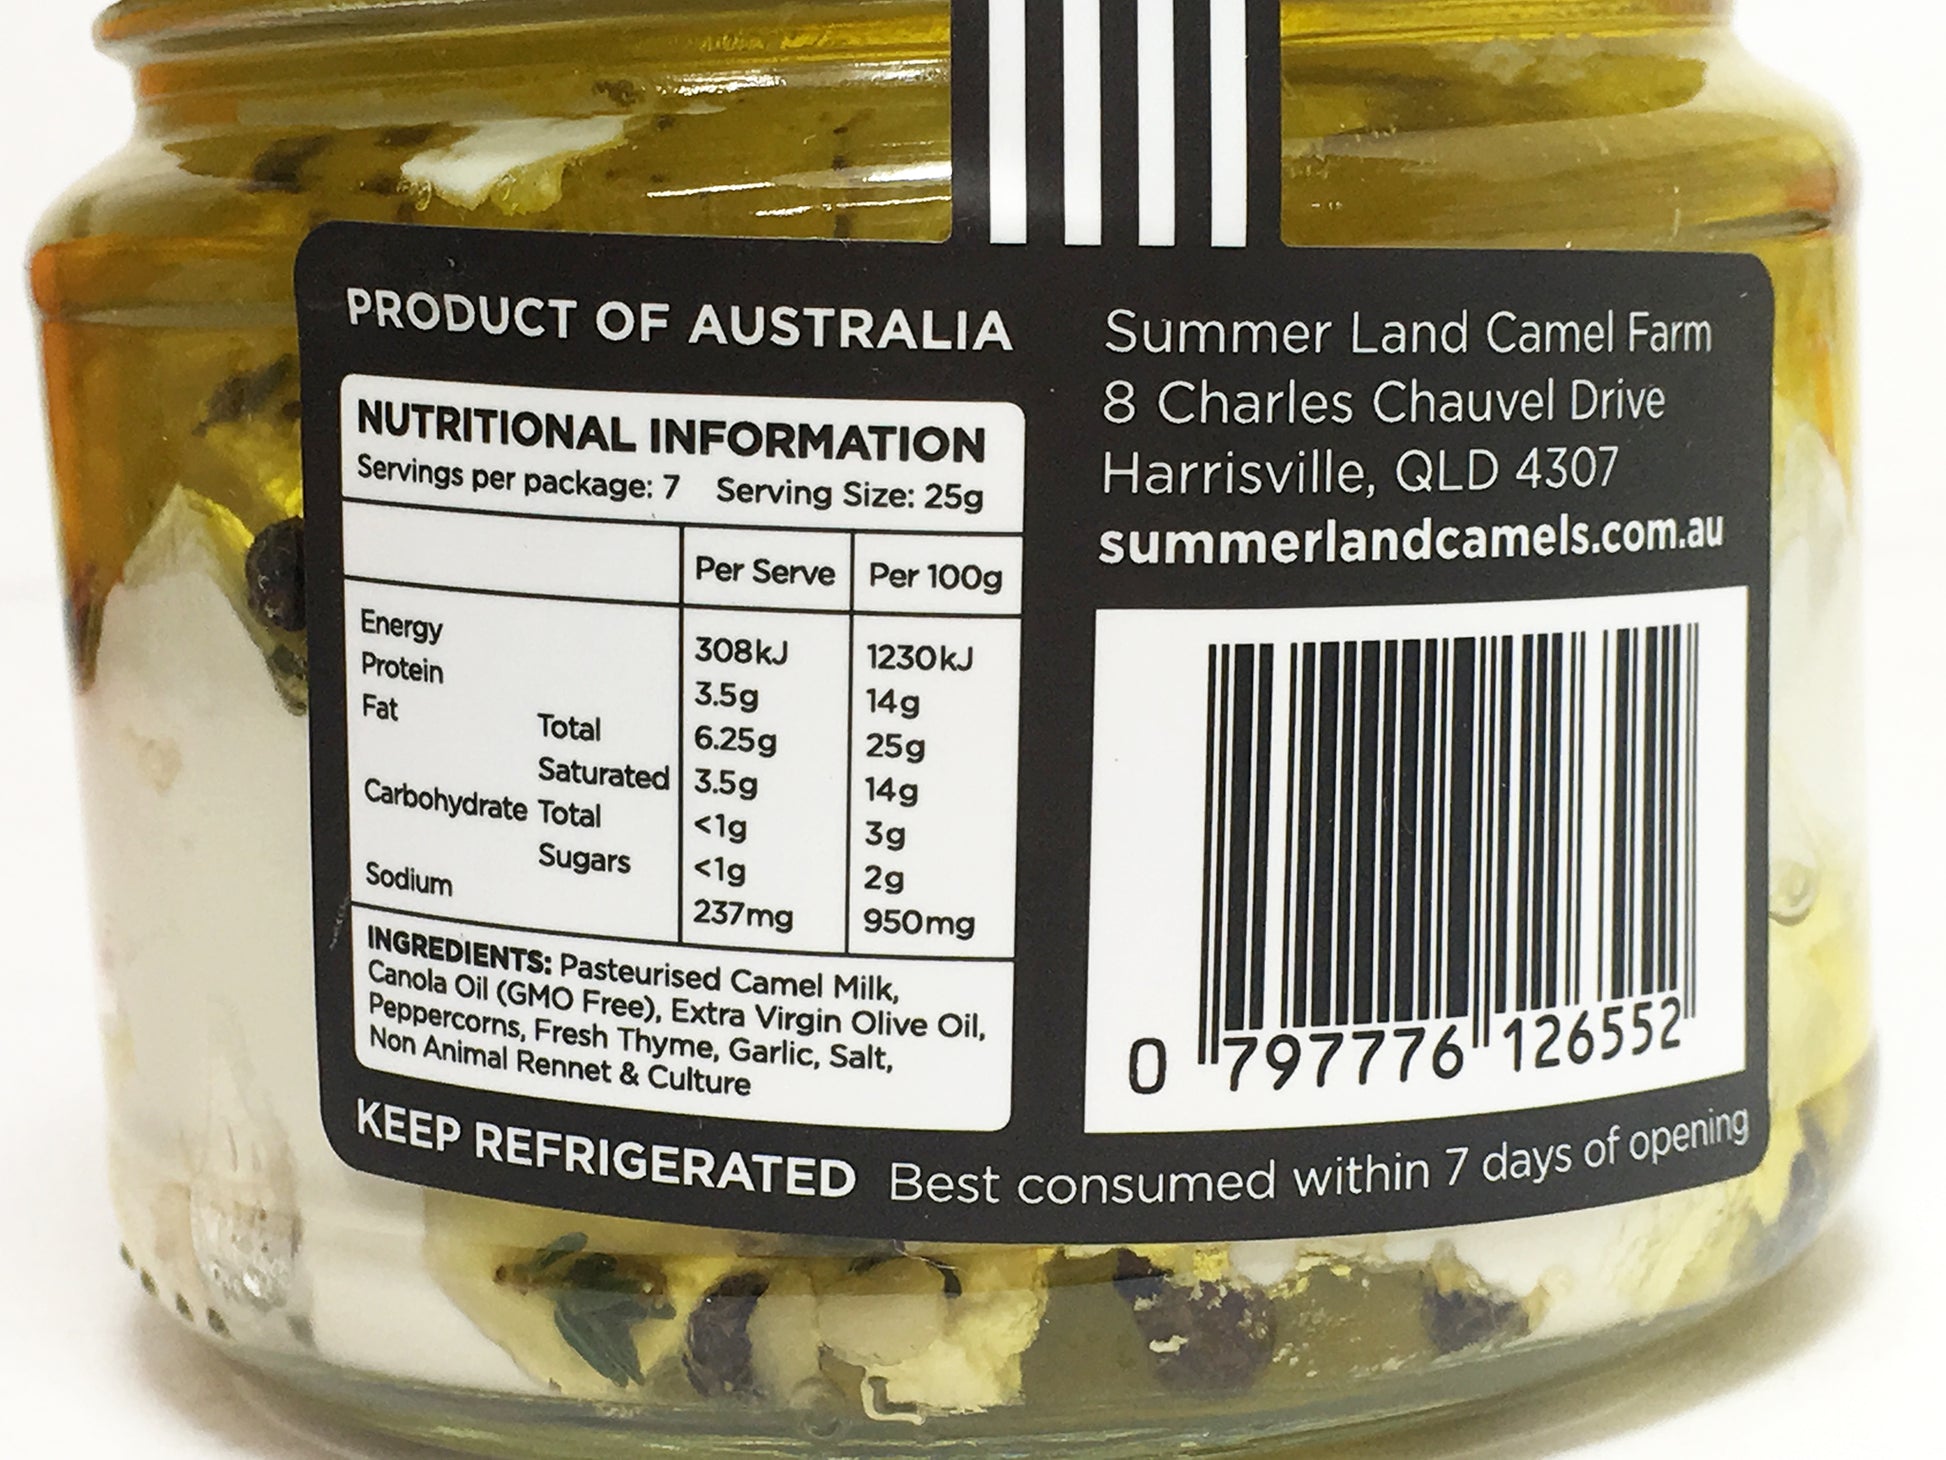 PRODUCT OF AUSTRALIA
NUTRITIONAL INFORMATION
Servings per package: 7 Serving Size: 25g
Per Serve Per 100g
Energy 308kJ 1230kJ
Protein 3.5g 14g
Fat Total 6.25g 25g
Saturated 3.5g 14g
Carbohydrate Total <1g 3g
Sugars <1g 2g
Sodium 237mg 950mg
INGREDIENTS: Pasteurised Camel Milk,
Canola Oil (GMO Free), Extra Virgin Olive Oil,
Peppercorns, Fresh Thyme, Garlic, Salt,
Non Animal Rennet & Culture
Summer Land Camel Farm
8 Charles Chauvel Drive
Harrisville, QLD 4307
summerlandcamels.com.au
0 797776 126552
KEEP REFRIGERATED Best consumed within 7 days of opening